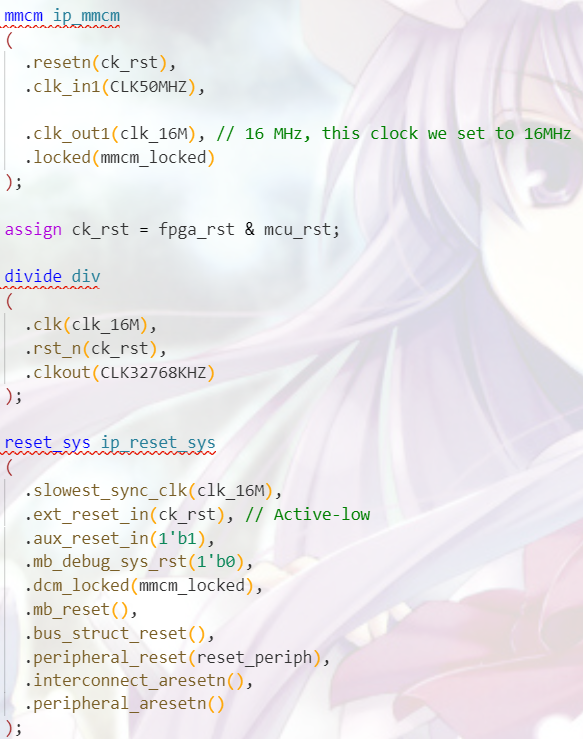 mmcm ip_mmcm
(
.resetn(ck_rst),
.clk_in1(CLK50MHZ),
.clk_out1(clk_16M), // 16 MHz, this clock we set to 16MHz
.locked(mmcm_locked)
);
assign ck_rst = fpga_rst & mcu_rst;
divide div
(
.clk(clk_16M),
.rst_n(ck_rst),
.clkout(CLK32768KHZ)
);
reset_sys ip_reset_sys
(
.slowest_sync_clk(clk_16M),
.ext_reset_in(ck_rst), // Active-low
.aux_reset_in(1'b1),
.mb_debug_sys_rst(1'b0),
.dcm_locked(mmcm_locked),
.mb_reset(),
.bus_struct_reset(),
.peripheral_reset(reset_periph),
.interconnect_aresetn(),
.peripheral_aresetn()
);